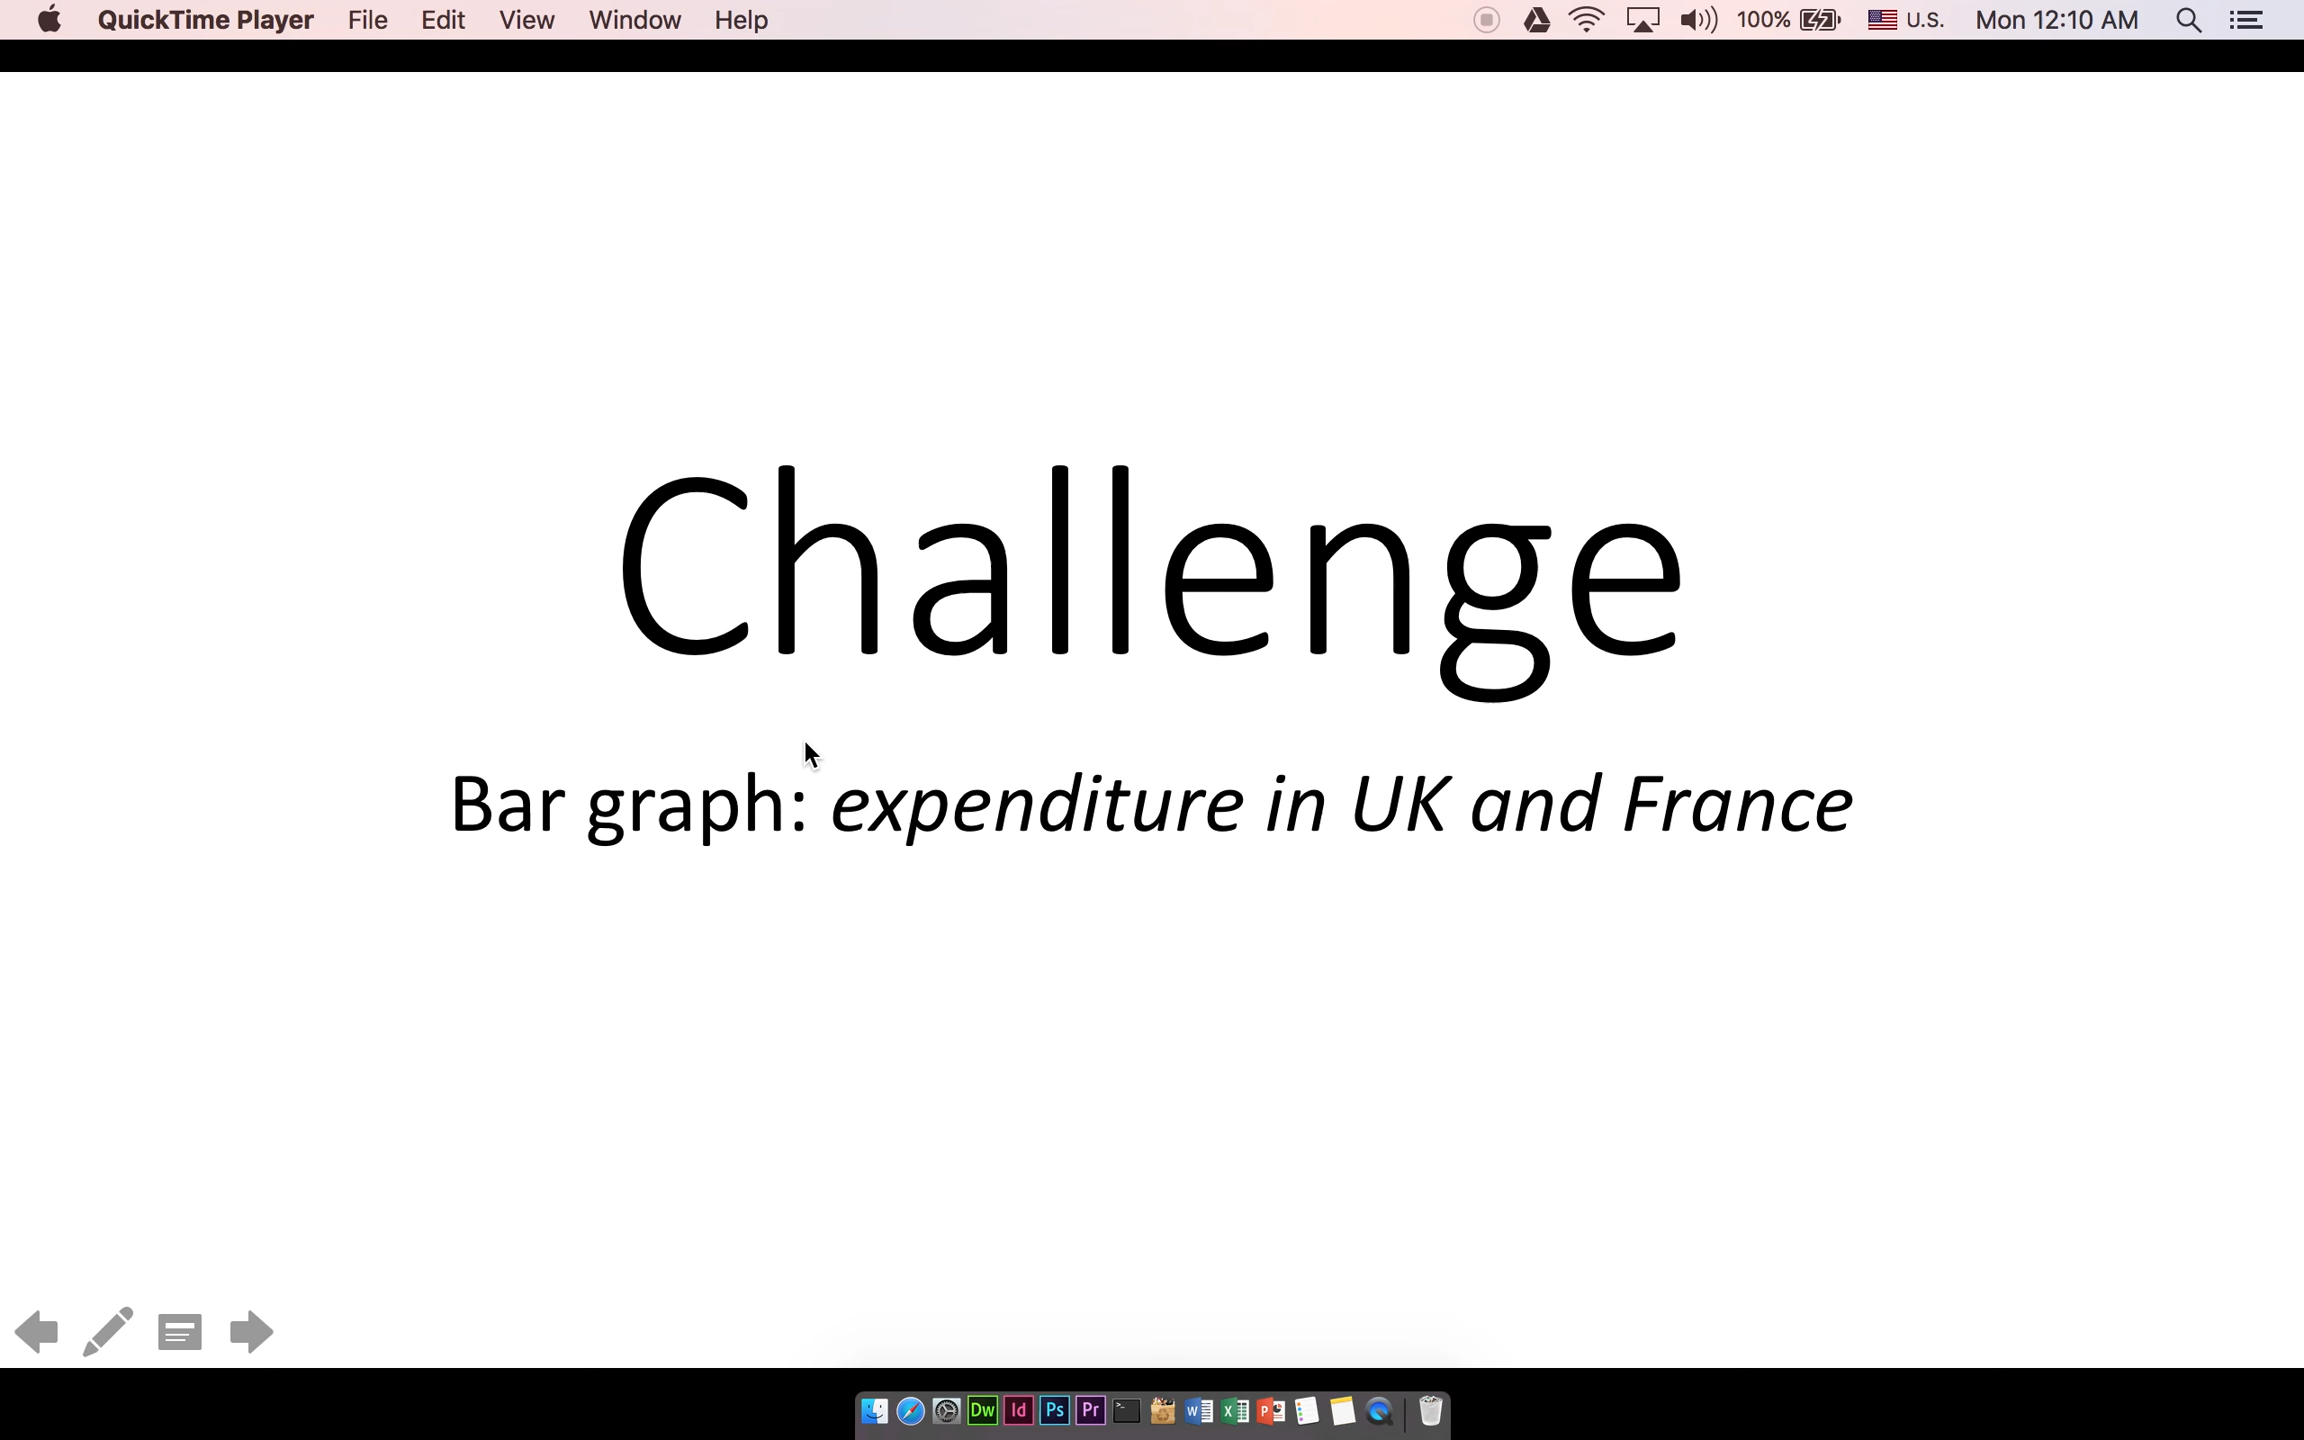 QuickTime Player File Edit View Window Help 100% U.S. Mon 12:10 AM
Challenge
Bar graph: expenditure in UK and France
Dw Id Ps Pr >_ W X P